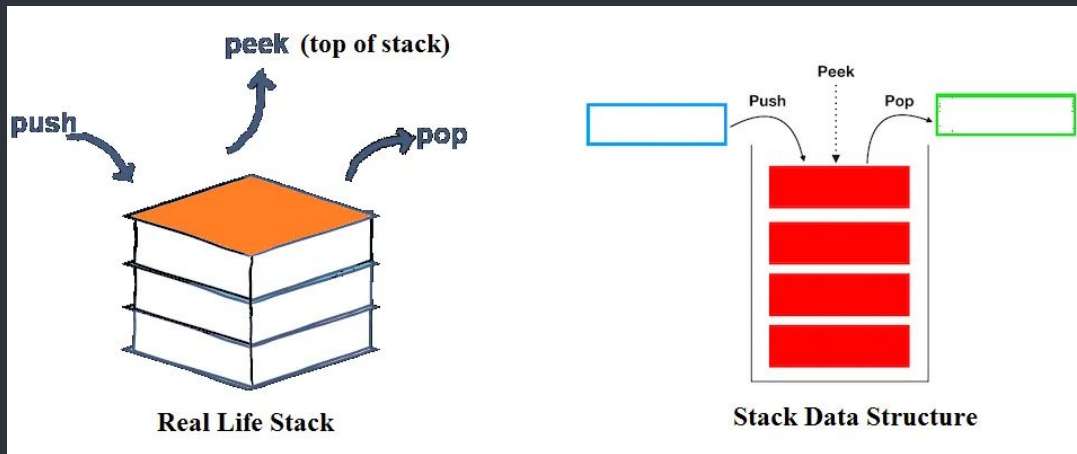 peek (top of stack)
push
pop
Real Life Stack
Peek
Push
Pop
Stack Data Structure